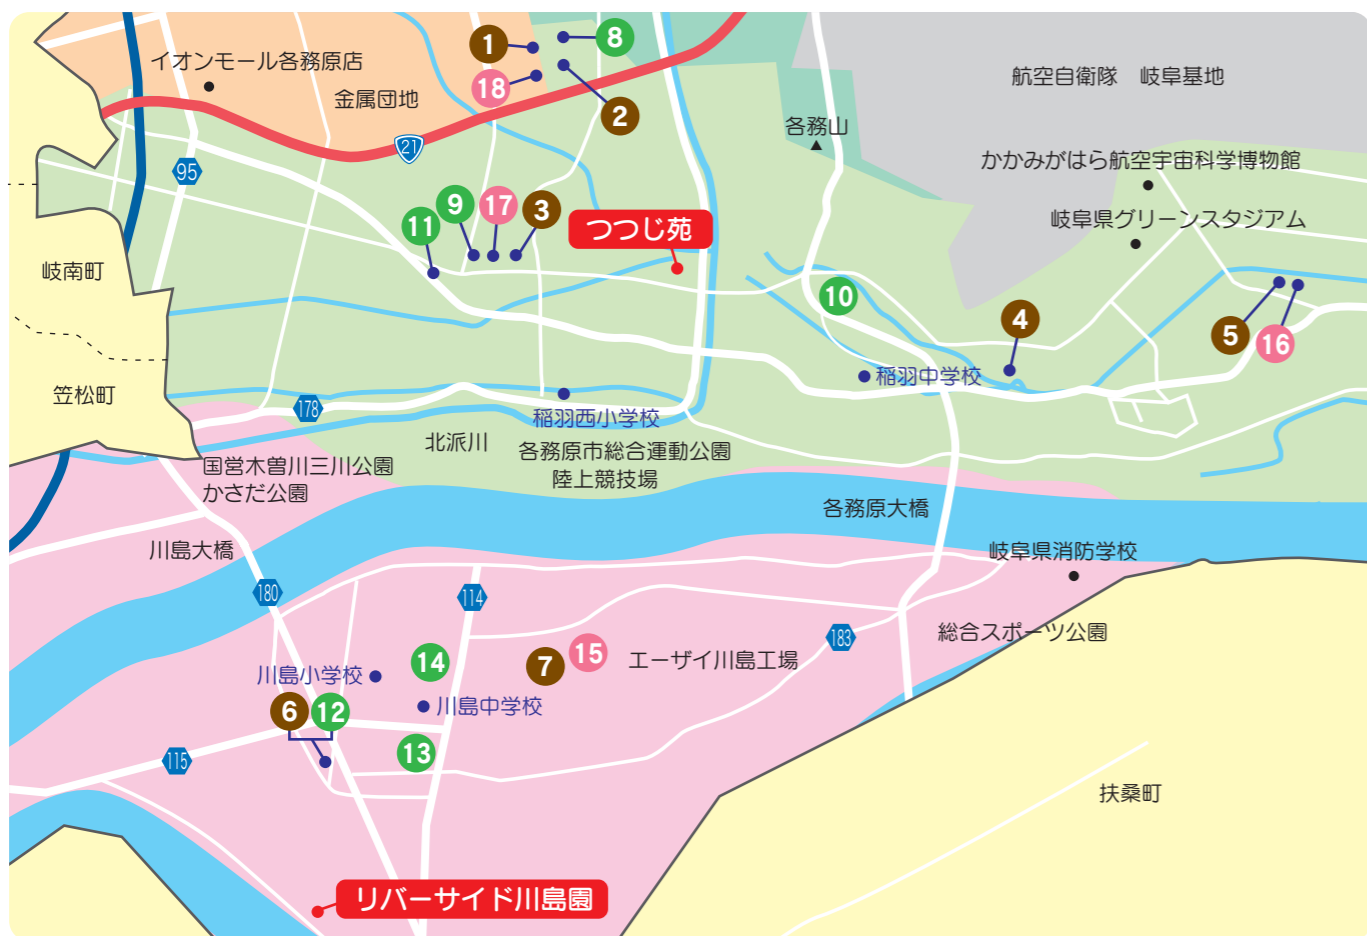 1
8
イオンモール各務原店
18
金属団地
2
航空自衛隊 岐阜基地
21
各務山
95
かかみがはら航空宇宙科学博物館
9
17
3
11
つつじ苑
岐阜県グリーンスタジアム
岐南町
10
4
5
16
笠松町
稲羽中学校
178
稲羽西小学校
北派川
各務原市総合運動公園
陸上競技場
国営木曽川三川公園
かさだ公園
各務原大橋
川島大橋
岐阜県消防学校
180
114
183
総合スポーツ公園
14
7
15
エーザイ川島工場
川島小学校
6
12
川島中学校
13
115
扶桑町
リバーサイド川島園